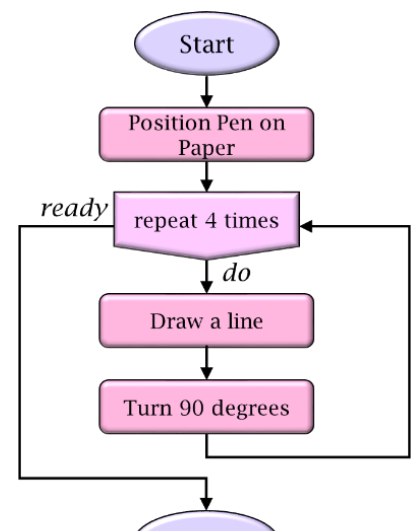 Start
Position Pen on
Paper
ready
repeat 4 times
do
Draw a line
Turn 90 degrees